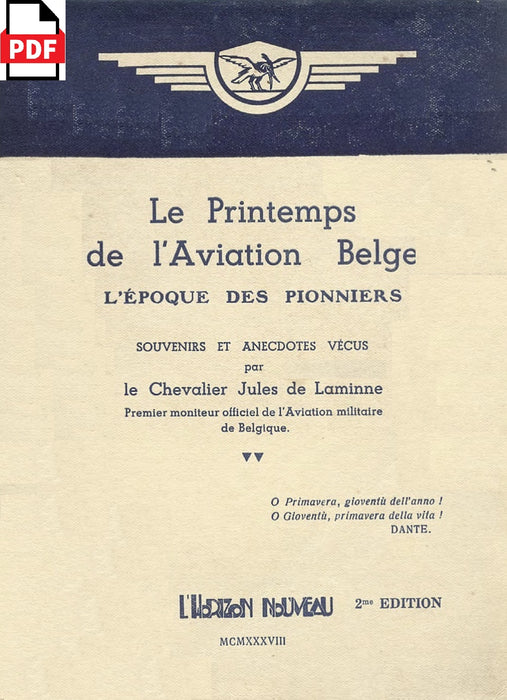 PDF
Le Printemps
de l'Aviation Belge
L'ÉPOQUE DES PIONNIERS
SOUVENIRS ET ANECDOTES VÉCUS
par
le Chevalier Jules de Laminne
Premier moniteur officiel de l'Aviation militaire
de Belgique.
O Primavera, gioventù dell'anno !
O Gioventù, primavera della vita !
DANTE.
L'HORIZON NOUVEAU 2me EDITION
MCMXXXVIII